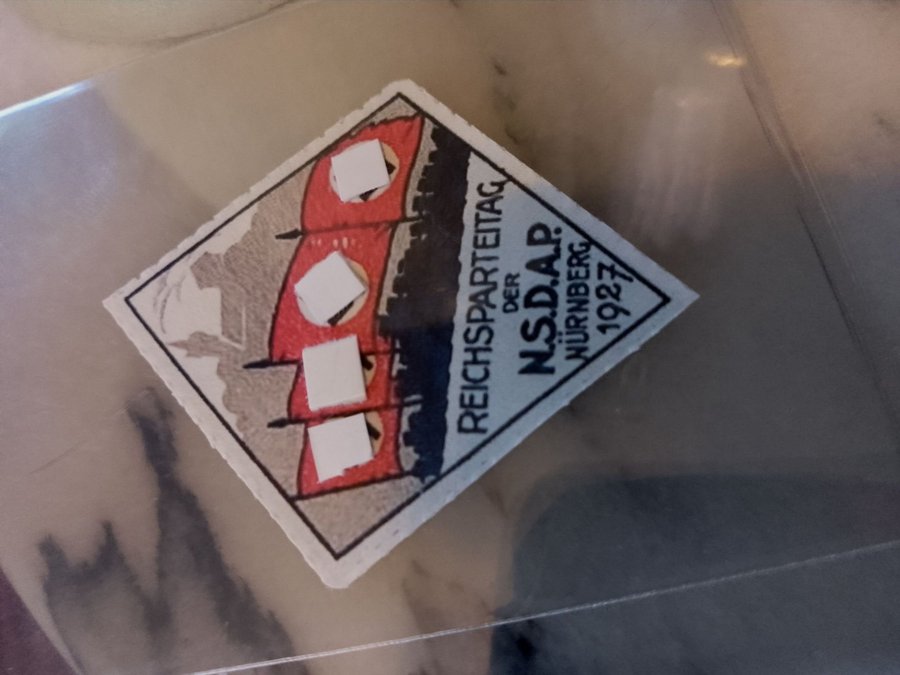 REICHSPARTEITAG
DER
N.S.D.A.P.
NÜRNBERG
1927